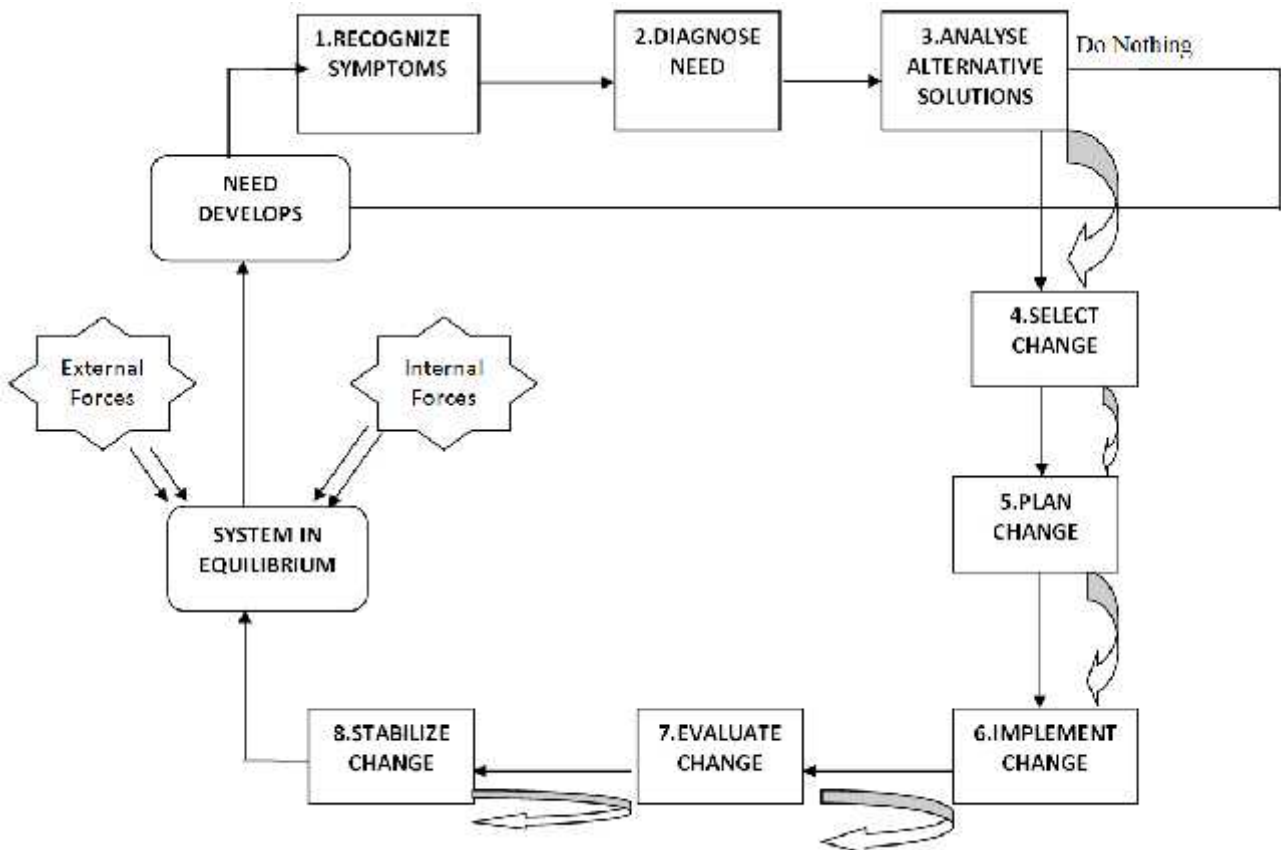 1.RECOGNIZE
SYMPTOMS
2.DIAGNOSE
NEED
3.ANALYSE
ALTERNATIVE
SOLUTIONS
Do Nothing
NEED
DEVELOPS
4.SELECT
CHANGE
External
Forces
Internal
Forces
5.PLAN
CHANGE
SYSTEM IN
EQUILIBRIUM
8.STABILIZE
CHANGE
7.EVALUATE
CHANGE
6.IMPLEMENT
CHANGE